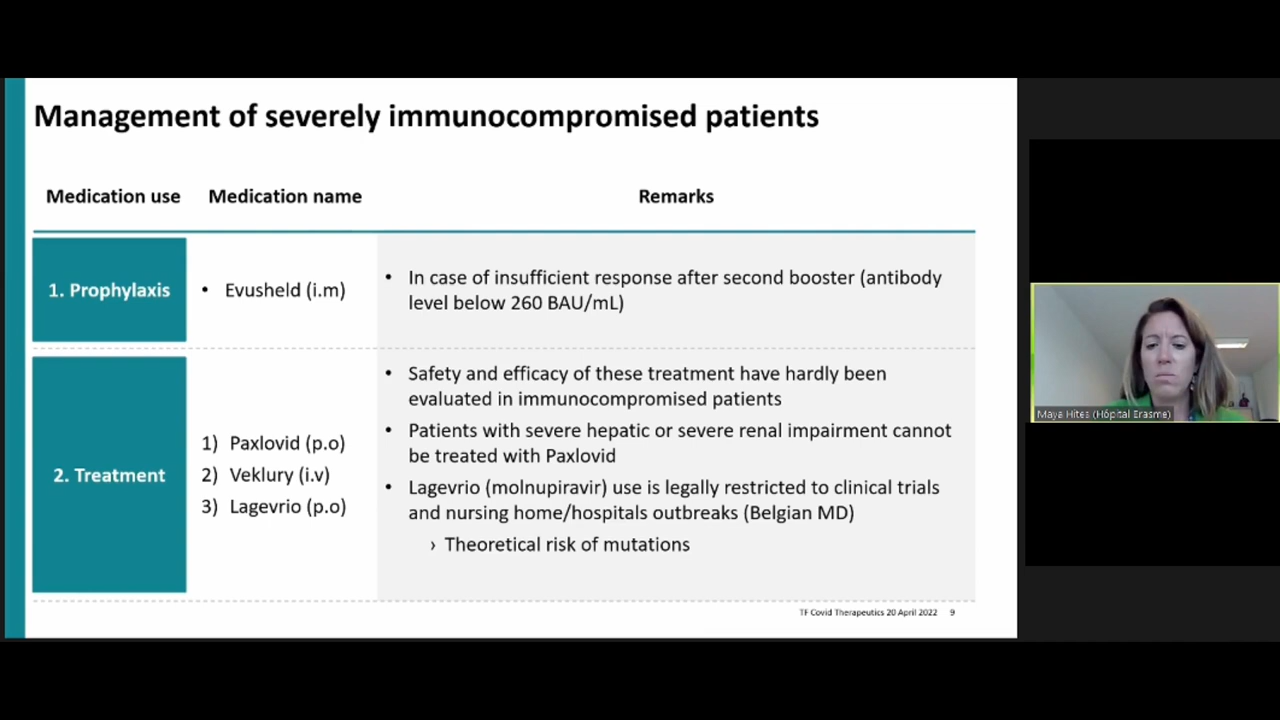 Management of severely immunocompromised patients
Medication use Medication name Remarks
1. Prophylaxis
• Evusheld (i.m)
• In case of insufficient response after second booster (antibody
level below 260 BAU/mL)
2. Treatment
1) Paxlovid (p.o)
2) Veklury (i.v)
3) Lagevrio (p.o)
• Safety and efficacy of these treatment have hardly been
evaluated in immunocompromised patients
• Patients with severe hepatic or severe renal impairment cannot
be treated with Paxlovid
• Lagevrio (molnupiravir) use is legally restricted to clinical trials
and nursing home/hospitals outbreaks (Belgian MD)
› Theoretical risk of mutations
TF Covid Therapeutics 20 April 2022 9
Maya Hites (Hôpital Erasme)